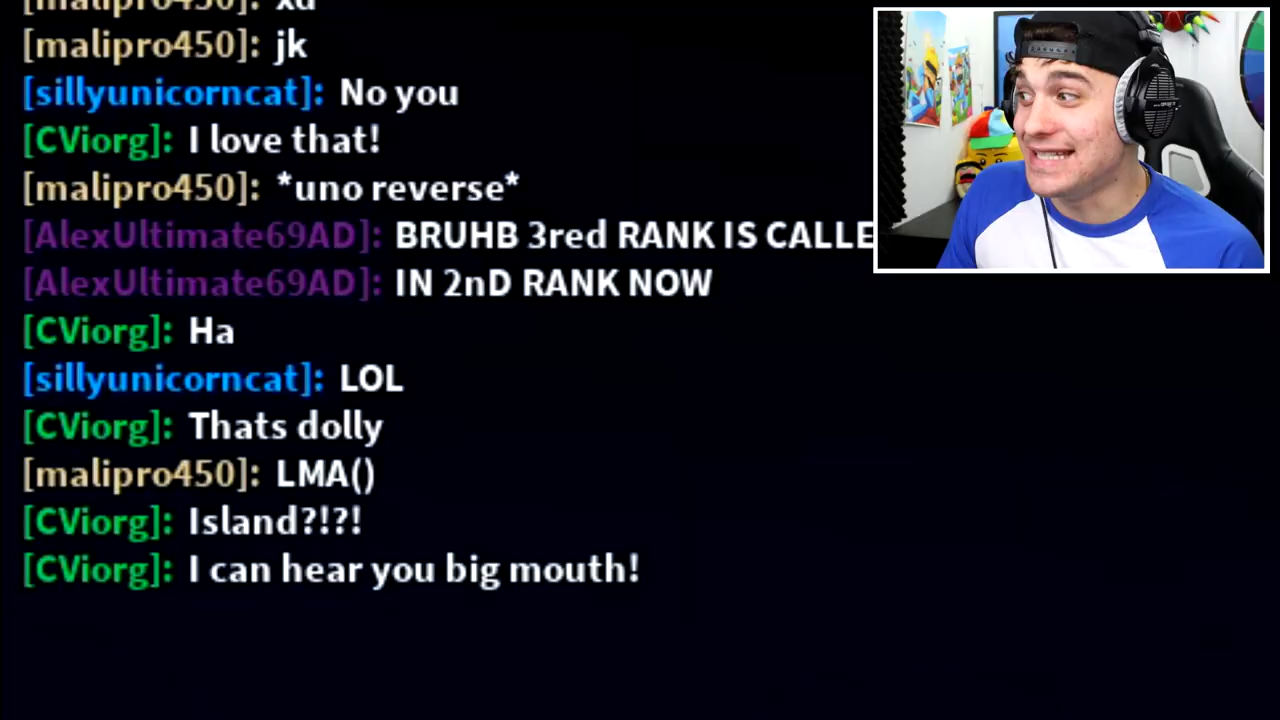 [malipro450]: xd
[malipro450]: jk
[sillyunicorncat]: No you
[CViorg]: I love that!
[malipro450]: *uno reverse*
[AlexUltimate69AD]: BRUHB 3red RANK IS CALLE
[AlexUltimate69AD]: IN 2nD RANK NOW
[CViorg]: Ha
[sillyunicorncat]: LOL
[CViorg]: Thats dolly
[malipro450]: LMA()
[CViorg]: Island?!?!
[CViorg]: I can hear you big mouth!